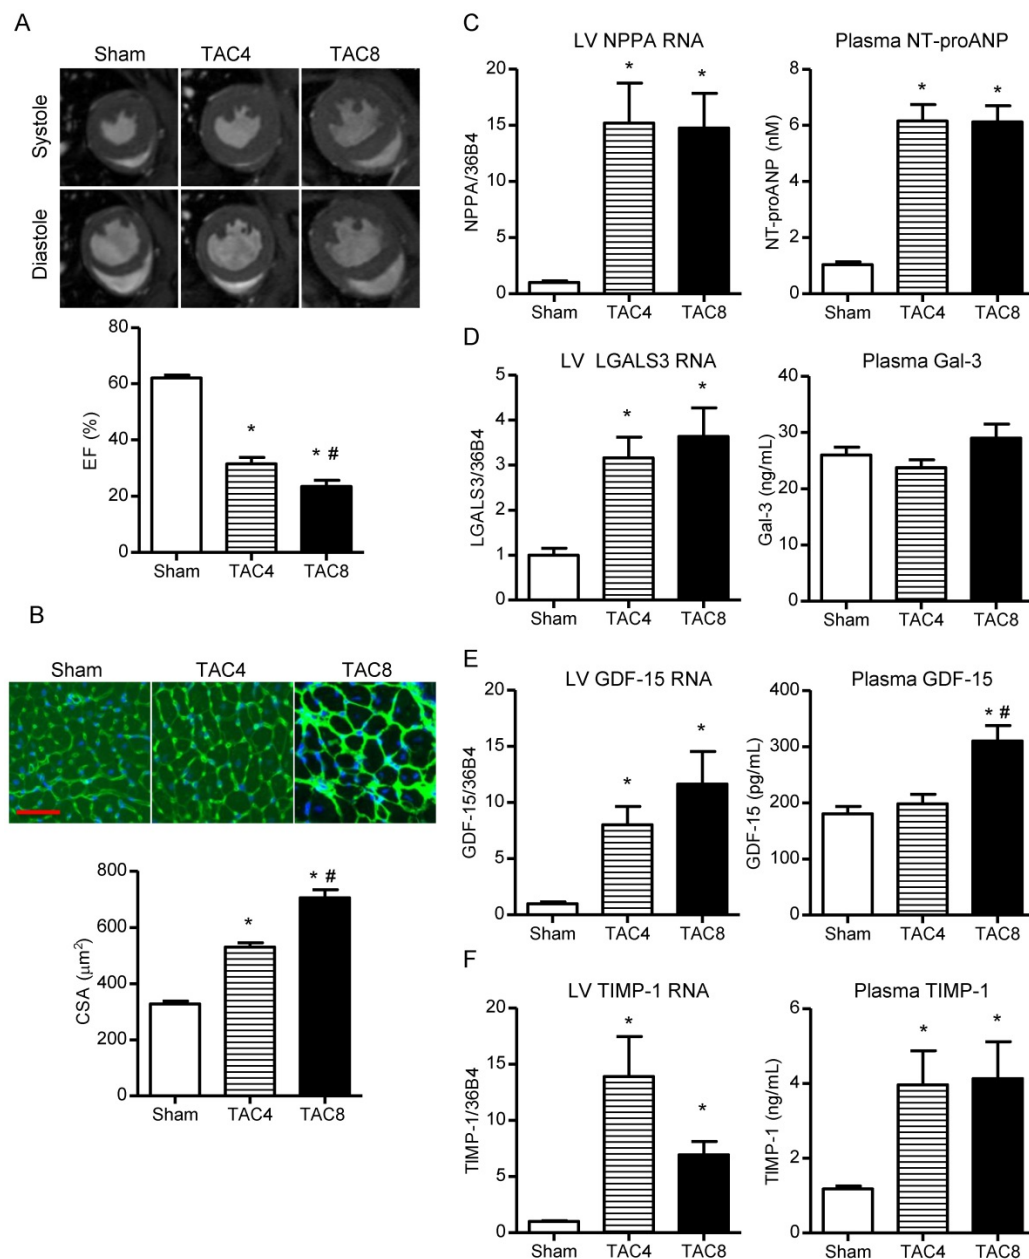 A
Sham TAC4 TAC8
Systole
Diastole
80
60
40
20
0
EF (%)
*
* #
Sham TAC4 TAC8
B
Sham TAC4 TAC8
800
600
400
200
0
CSA (μm²)
*
* #
Sham TAC4 TAC8
C
LV NPPA RNA
20
15
10
5
0
NPPA/36B4
* *
Sham TAC4 TAC8
Plasma NT-proANP
8
6
4
2
0
NT-proANP (nM)
* *
Sham TAC4 TAC8
D
LV LGALS3 RNA
5
4
3
2
1
0
LGALS3/36B4
* *
Sham TAC4 TAC8
Plasma Gal-3
40
30
20
10
0
Gal-3 (ng/mL)
Sham TAC4 TAC8
E
LV GDF-15 RNA
20
15
10
5
0
GDF-15/36B4
* *
Sham TAC4 TAC8
Plasma GDF-15
400
300
200
100
0
GDF-15 (pg/mL)
* #
Sham TAC4 TAC8
F
LV TIMP-1 RNA
20
15
10
5
0
TIMP-1/36B4
*
*
Sham TAC4 TAC8
Plasma TIMP-1
6
4
2
0
TIMP-1 (ng/mL)
* *
Sham TAC4 TAC8